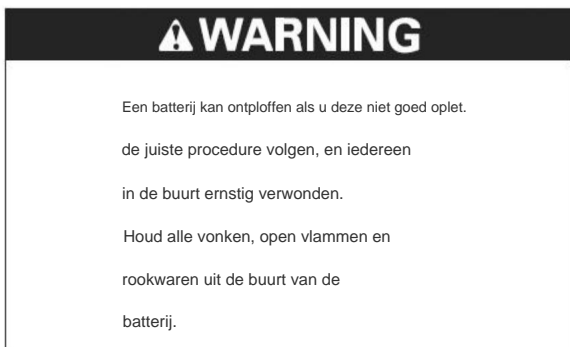 WARNING
Een batterij kan ontploffen als u deze niet goed oplet.
de juiste procedure volgen, en iedereen
in de buurt ernstig verwonden.
Houd alle vonken, open vlammen en
rookwaren uit de buurt van de
batterij.